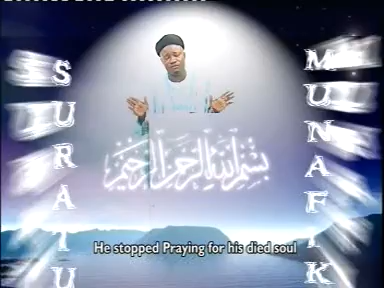 SURATU
MUNAFIK
بسم الله الرحمن الرحيم
He stopped Praying for his died soul